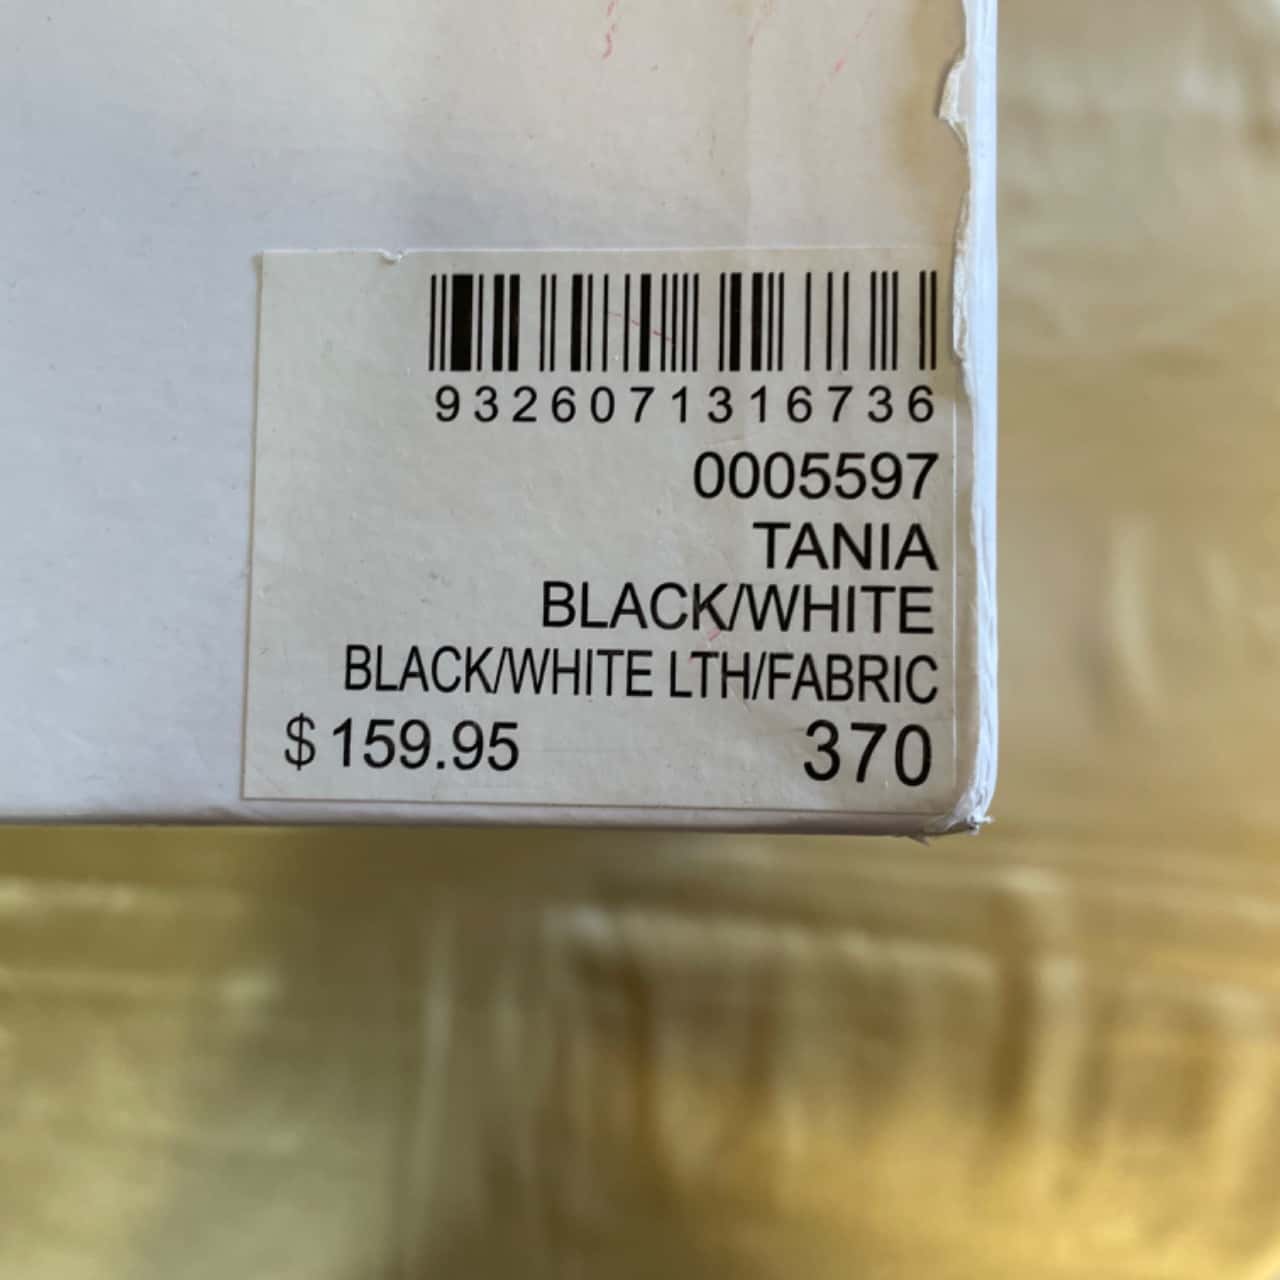 9326071316736
0005597
TANIA
BLACK/WHITE
BLACK/WHITE LTH/FABRIC
$159.95 370